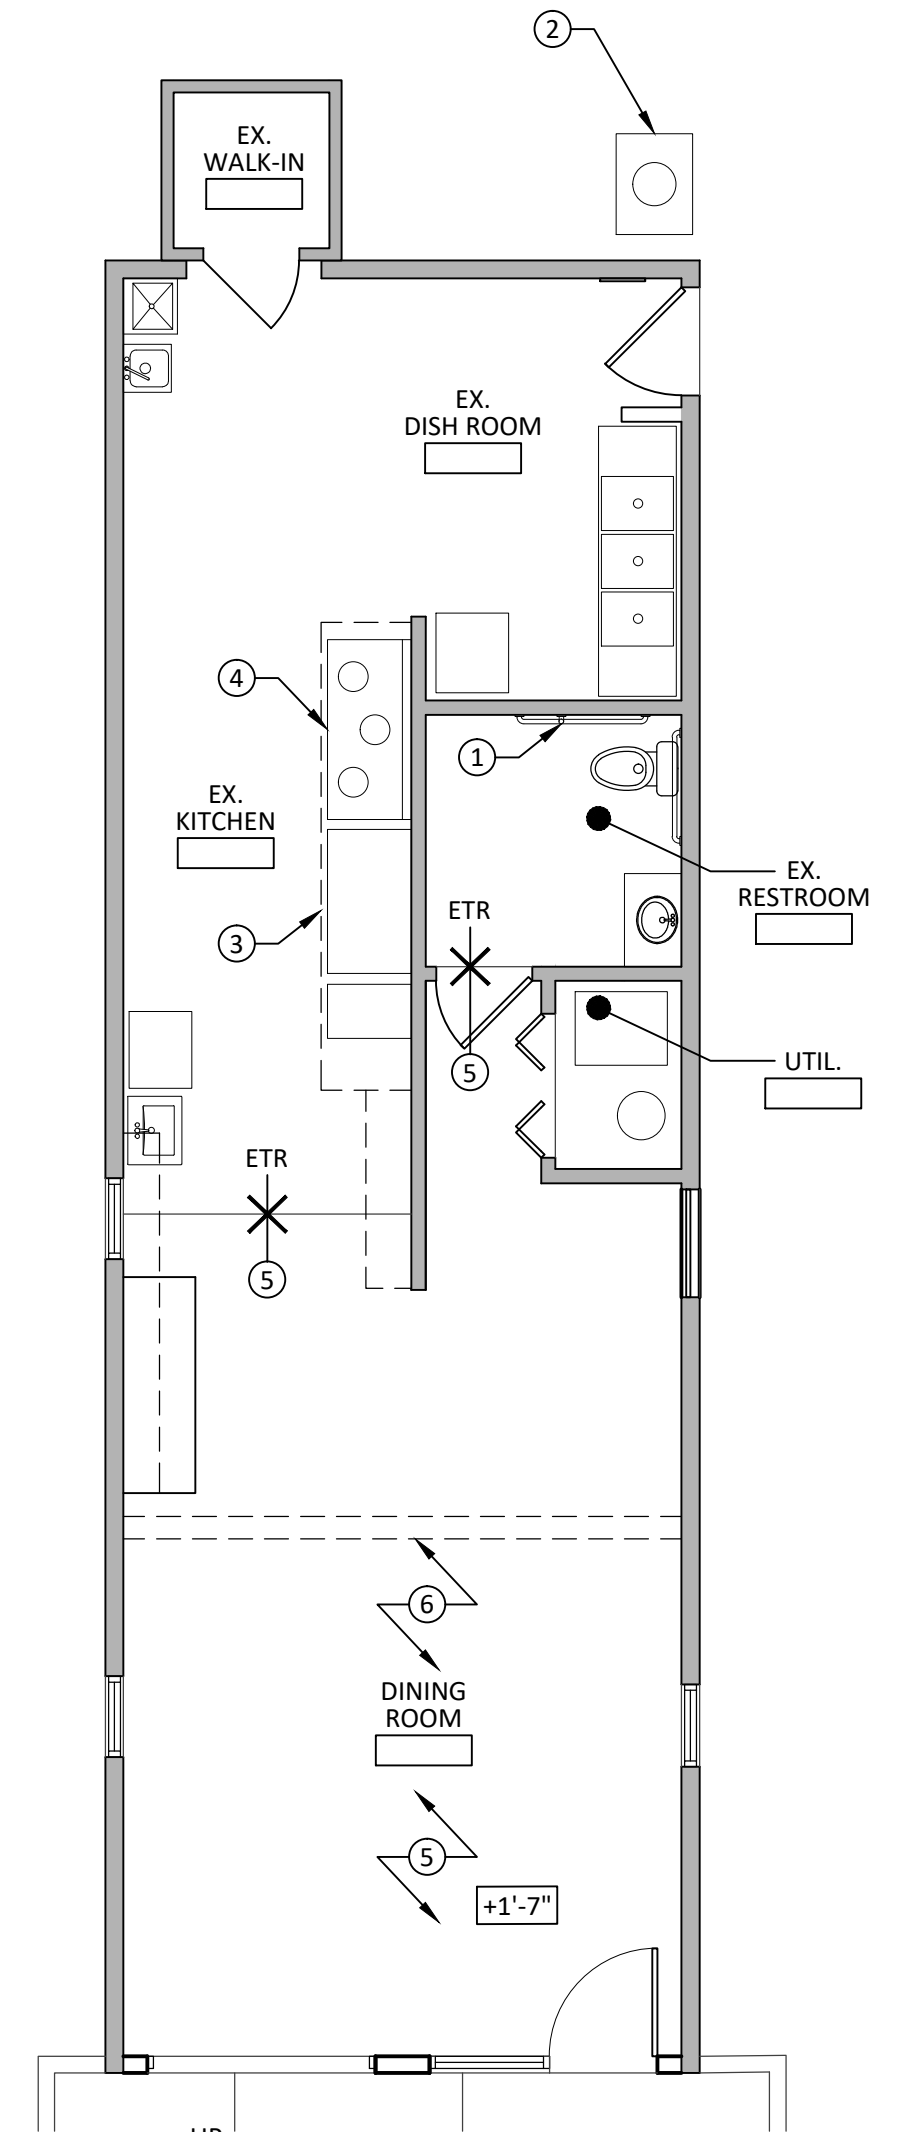 2
EX.
WALK-IN
EX.
DISH ROOM
4
1
EX.
KITCHEN
EX.
RESTROOM
ETR
3
5
UTIL.
ETR
5
6
DINING
ROOM
5
+1'-7"